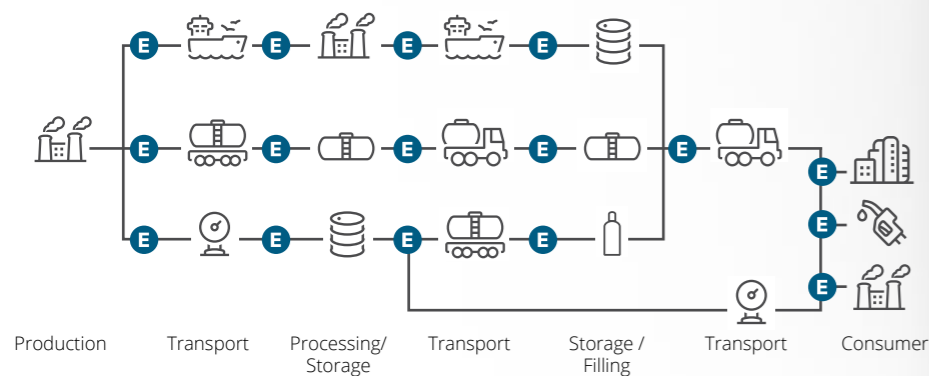 E E E
E E E E
E
E
E E E E
E
Production Transport Processing/ Transport Storage / Transport Consumer
Storage Filling